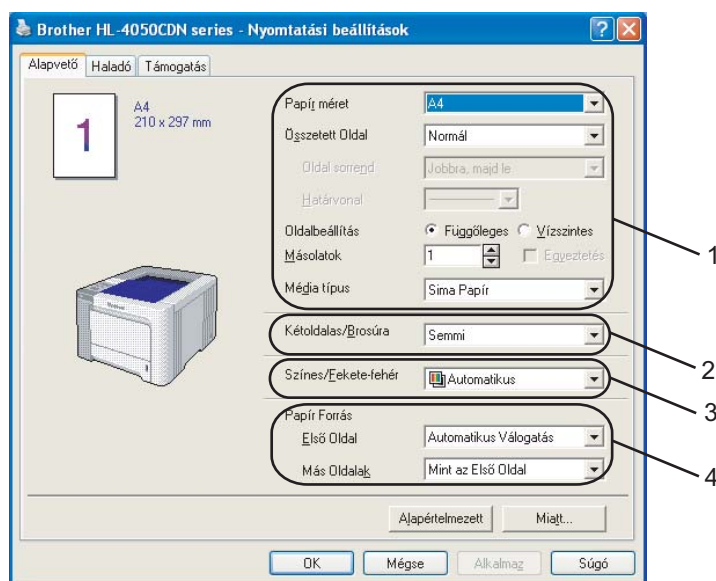 Brother HL-4050CDN series - Nyomtatási beállítások
Alapvető Haladó Támogatás
1
A4
210 x 297 mm
Papír méret A4
Összetett Oldal Normál
Oldal sorrend Jobbra, majd le
Határvonal
Oldalbeállítás Függőleges Vízszintes
Másolatok 1 Egyeztetés
Média típus Sima Papír
1
Kétoldalas/Brosúra Semmi
2
Színes/Fekete-fehér Automatikus
3
Papír Forrás
Első Oldal Automatikus Válogatás
Más Oldalak Mint az Első Oldal
4
Alapértelmezett Miatt...
OK Mégse Alkalmaz Súgó